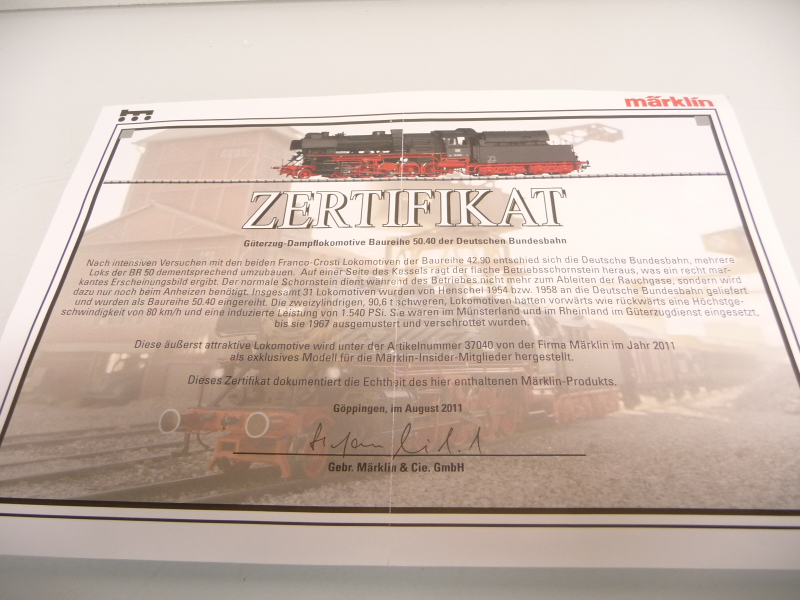 märklin
ZERTIFIKAT
Güterzug-Dampflokomotive Baureihe 50.40 der Deutschen Bundesbahn
Nach intensiven Versuchen mit den beiden Franco-Crosti Lokomotiven der Baureihe 42.90 entschied sich die Deutsche Bundesbahn, mehrere
Loks der BR 50 dementsprechend umzubauen. Auf einer Seite des Kessels ragt der flache Betriebsschornstein heraus, was ein recht mar-
kantes Erscheinungsbild ergibt. Der normale Schornstein dient während des Betriebes nicht mehr zum Ableiten der Rauchgase, sondern wird
dazu nur noch beim Anheizen benötigt. Insgesamt 31 Lokomotiven wurden von Henschel 1954 bzw. 1958 an die Deutsche Bundesbahn geliefert
und wurden als Baureihe 50.40 eingereiht. Die zweizylindrigen, 90,6 t schweren, Lokomotiven hatten vorwärts wie rückwärts eine Höchstge-
schwindigkeit von 80 km/h und eine induzierte Leistung von 1.540 PSi. Sie waren im Münsterland und im Rheinland im Güterzugdienst eingesetzt,
bis sie 1967 ausgemustert und verschrottet wurden.
Diese äußerst attraktive Lokomotive wird unter der Artikelnummer 37040 von der Firma Märklin im Jahr 2011
als exklusives Modell für die Märklin-Insider-Mitglieder hergestellt.
Dieses Zertifikat dokumentiert die Echtheit des hier enthaltenen Märklin-Produkts.
Göppingen, im August 2011
Gebr. Märklin & Cie. GmbH